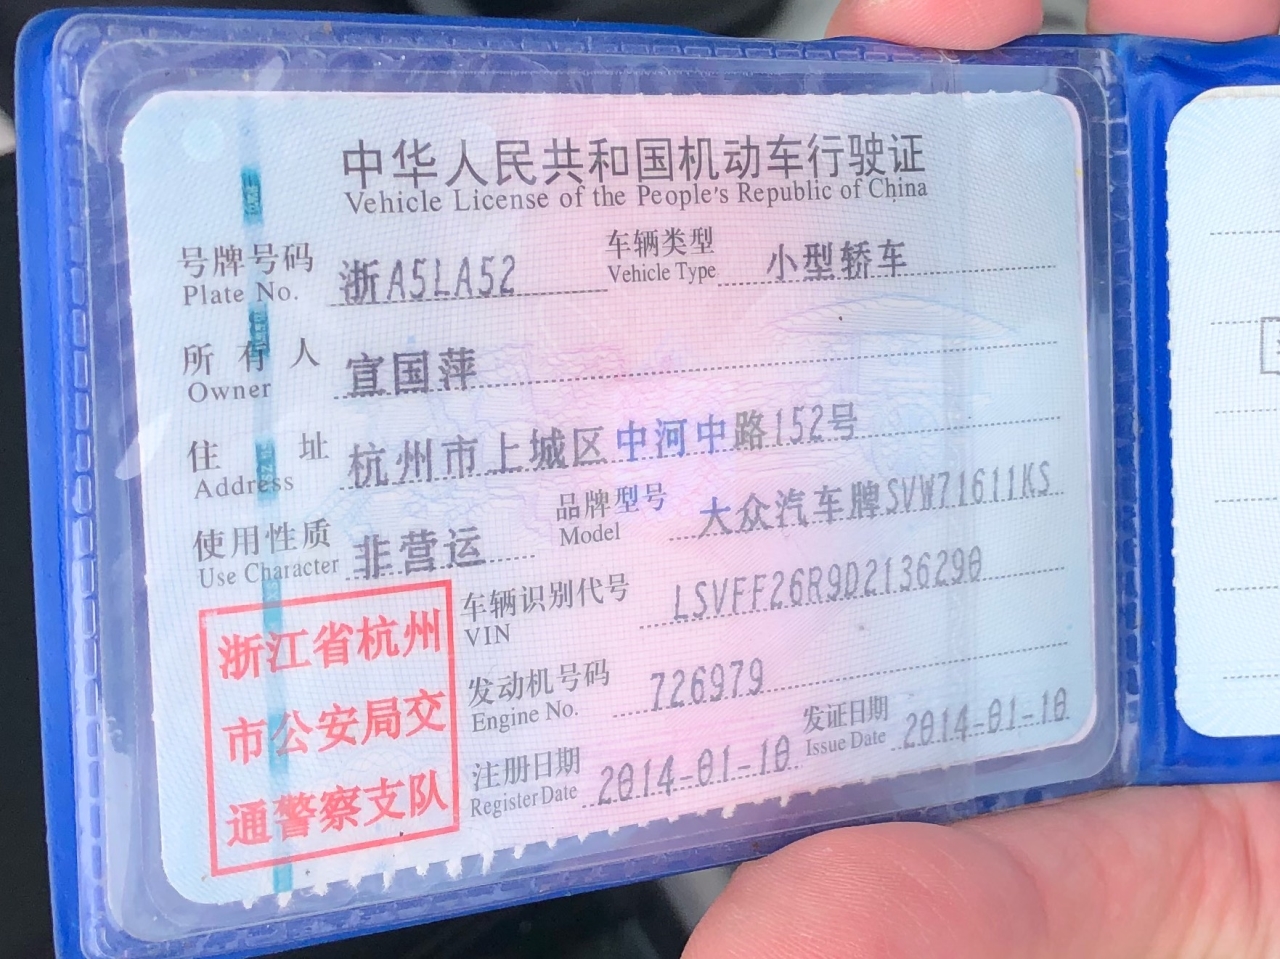 中华人民共和国机动车行驶证
Vehicle License of the People's Republic of China
号牌号码 浙A5LA52 车辆类型 小型轿车
Plate No. Vehicle Type
所有人 宣国萍
Owner
住址 杭州市上城区中河中路152号
Address
使用性质 非营运 品牌型号 大众汽车牌SVW71611KS
Use Character Model
车辆识别代号 LSVFF26R9D2136290
VIN
发动机号码 726979
Engine No.
注册日期 2014-01-10 发证日期 2014-01-10
Register Date Issue Date
浙江省杭州
市公安局交
通警察支队